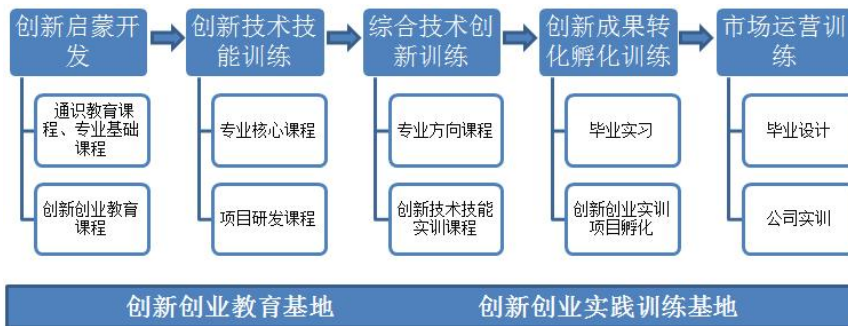 创新启蒙开
发
创新技术技
能训练
综合技术创
新训练
创新成果转
化孵化训练
市场运营训
练
通识教育课
程、专业基础
课程
专业核心课程
专业方向课程
毕业实习
毕业设计
创新创业教育
课程
项目研发课程
创新技术技能
实训课程
创新创业实训
项目孵化
公司实训
创新创业教育基地 创新创业实践训练基地